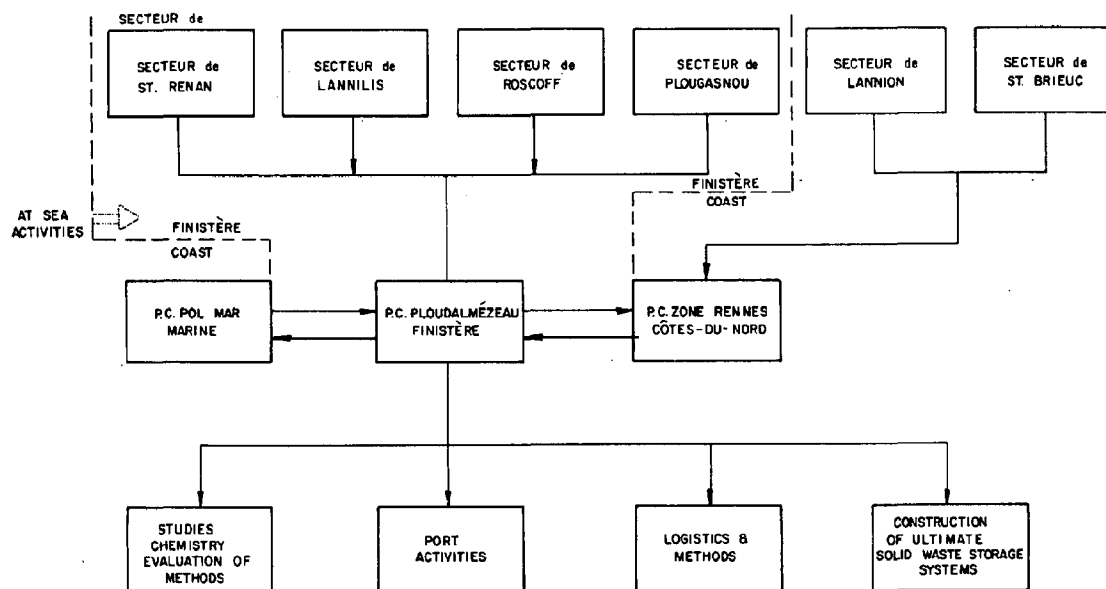 SECTEUR de
SECTEUR de
ST. RENAN
SECTEUR de
LANNILIS
SECTEUR de
ROSCOFF
SECTEUR de
PLOUGASNOU
SECTEUR de
LANNION
SECTEUR de
ST. BRIEUC
FINISTÈRE
COAST
AT SEA
ACTIVITIES
FINISTÈRE
COAST
P.C. POL MAR
MARINE
P.C. PLOUDALMÉZEAU
FINISTÈRE
P.C. ZONE RENNES
CÔTES-DU-NORD
STUDIES
CHEMISTRY
EVALUATION OF
METHODS
PORT
ACTIVITIES
LOGISTICS &
METHODS
CONSTRUCTION
OF ULTIMATE
SOLID WASTE STORAGE
SYSTEMS